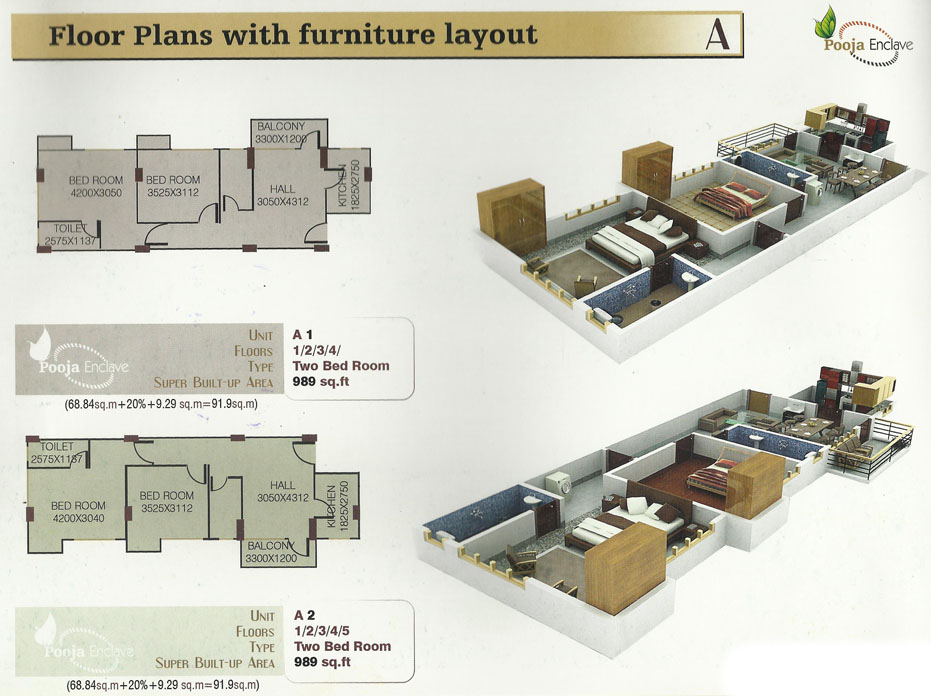 Floor Plans with furniture layout
A
Pooja Enclave
BALCONY
3300X1200
BED ROOM
4200X3050
BED ROOM
3525X3112
HALL
3050X4312
KITCHEN
1825X2750
TOILET
2575X1137
Pooja Enclave
UNIT A 1
FLOORS 1/2/3/4/
TYPE Two Bed Room
SUPER BUILT-UP AREA 989 sq.ft
(68.84sq.m+20%+9.29 sq.m=91.9sq.m)
TOILET
2575X1137
BED ROOM
4200X3040
BED ROOM
3525X3112
HALL
3050X4312
KITCHEN
1825X2750
BALCONY
3300X1200
Pooja Enclave
UNIT A 2
FLOORS 1/2/3/4/5
TYPE Two Bed Room
SUPER BUILT-UP AREA 989 sq.ft
(68.84sq.m+20%+9.29 sq.m=91.9sq.m)